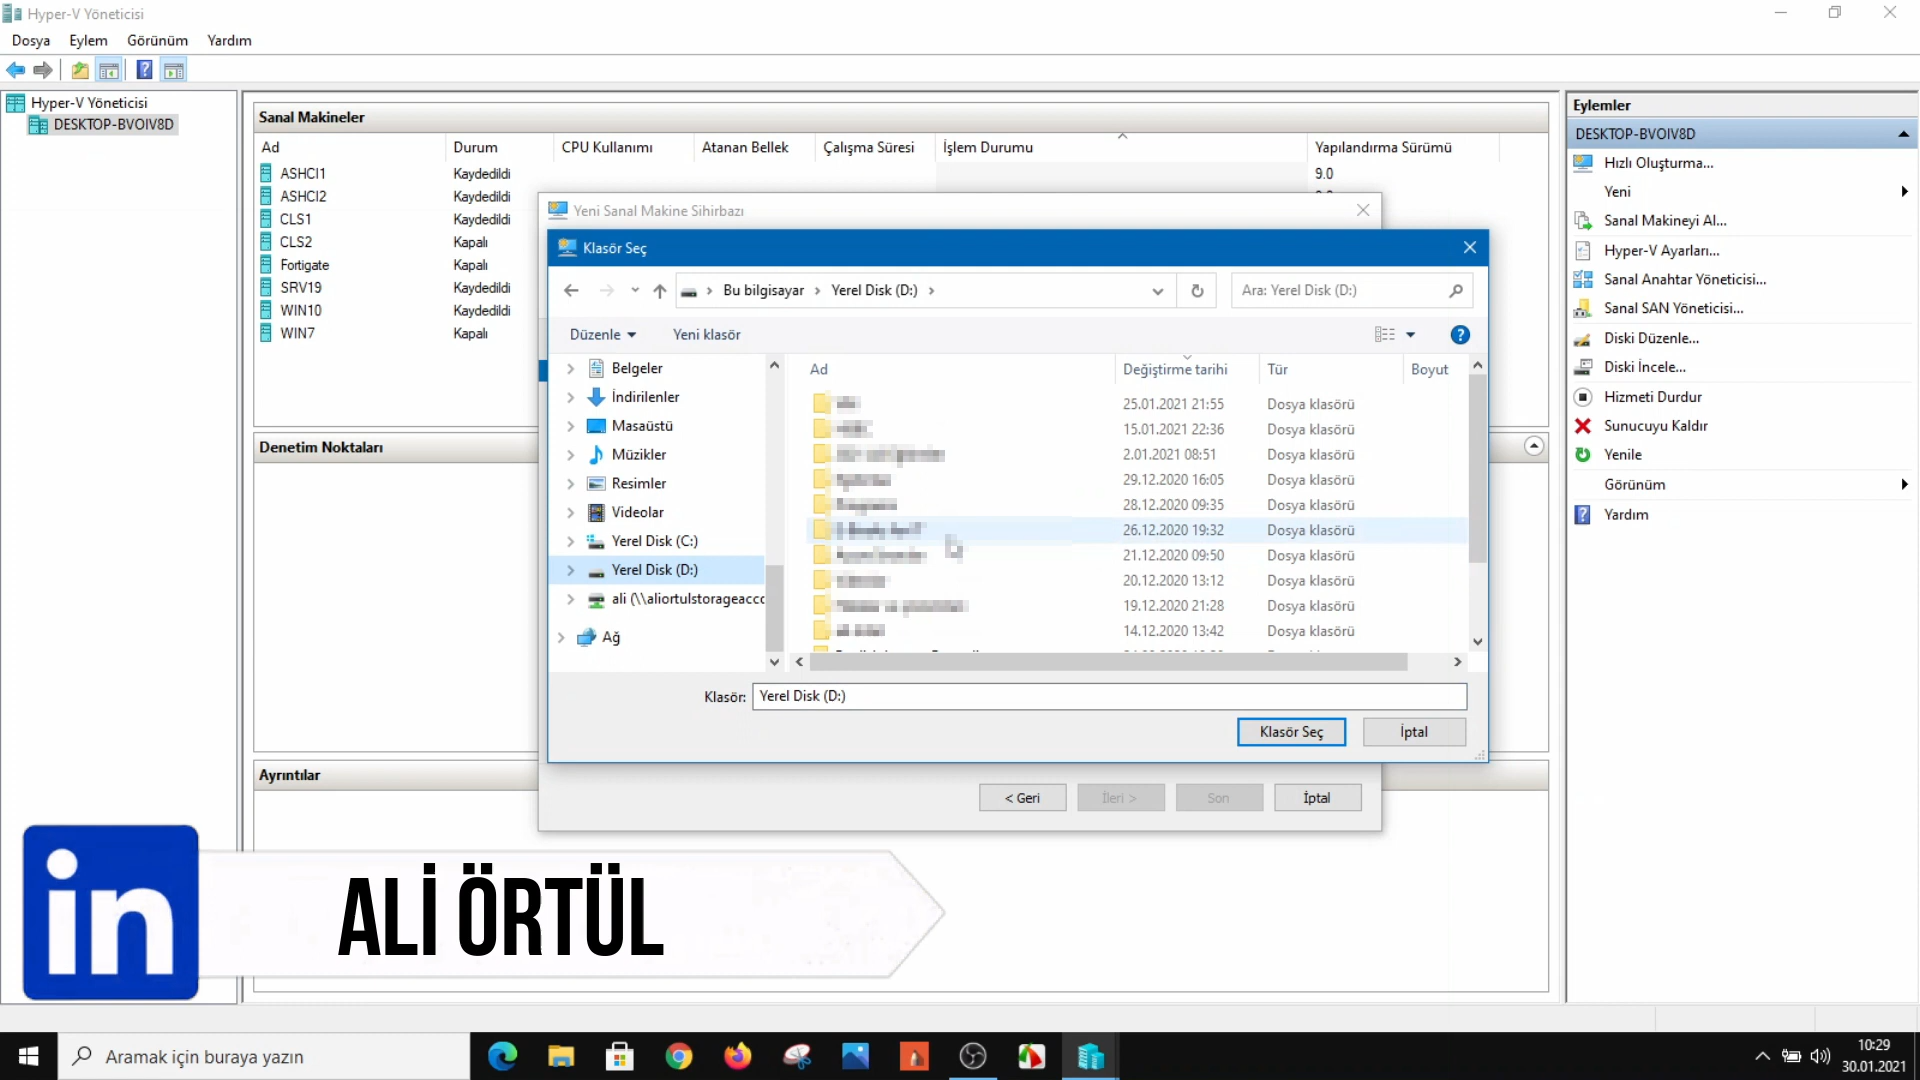 Hyper-V Yöneticisi
Dosya Eylem Görünüm Yardım
Hyper-V Yöneticisi
DESKTOP-BVOIV8D
Sanal Makineler
Ad Durum CPU Kullanımı Atanan Bellek Çalışma Süresi İşlem Durumu Yapılandırma Sürümü
ASHCI1 Kaydedildi 9.0
ASHCI2 Kaydedildi
CLS1 Kaydedildi
CLS2 Kapalı
Fortigate Kapalı
SRV19 Kaydedildi
WIN10 Kaydedildi
WIN7 Kapalı
Denetim Noktaları
Ayrıntılar
Yeni Sanal Makine Sihirbazı
Klasör Seç
Bu bilgisayar Yerel Disk (D:)
Ara: Yerel Disk (D:)
Düzenle Yeni klasör
Belgeler
İndirilenler
Masaüstü
Müzikler
Resimler
Videolar
Yerel Disk (C:)
Yerel Disk (D:)
ali (\\aliortulstorageacco
Ağ
Ad Değiştirme tarihi Tür Boyut
25.01.2021 21:55 Dosya klasörü
15.01.2021 22:36 Dosya klasörü
2.01.2021 08:51 Dosya klasörü
29.12.2020 16:05 Dosya klasörü
28.12.2020 09:35 Dosya klasörü
26.12.2020 19:32 Dosya klasörü
21.12.2020 09:50 Dosya klasörü
20.12.2020 13:12 Dosya klasörü
19.12.2020 21:28 Dosya klasörü
14.12.2020 13:42 Dosya klasörü
Klasör: Yerel Disk (D:)
Klasör Seç İptal
< Geri İleri > Son İptal
Eylemler
DESKTOP-BVOIV8D
Hızlı Oluşturma...
Yeni
Sanal Makineyi Al...
Hyper-V Ayarları...
Sanal Anahtar Yöneticisi...
Sanal SAN Yöneticisi...
Diski Düzenle...
Diski İncele...
Hizmeti Durdur
Sunucuyu Kaldır
Yenile
Görünüm
Yardım
in
ALİ ÖRTÜL
Aramak için buraya yazın
10:29
30.01.2021